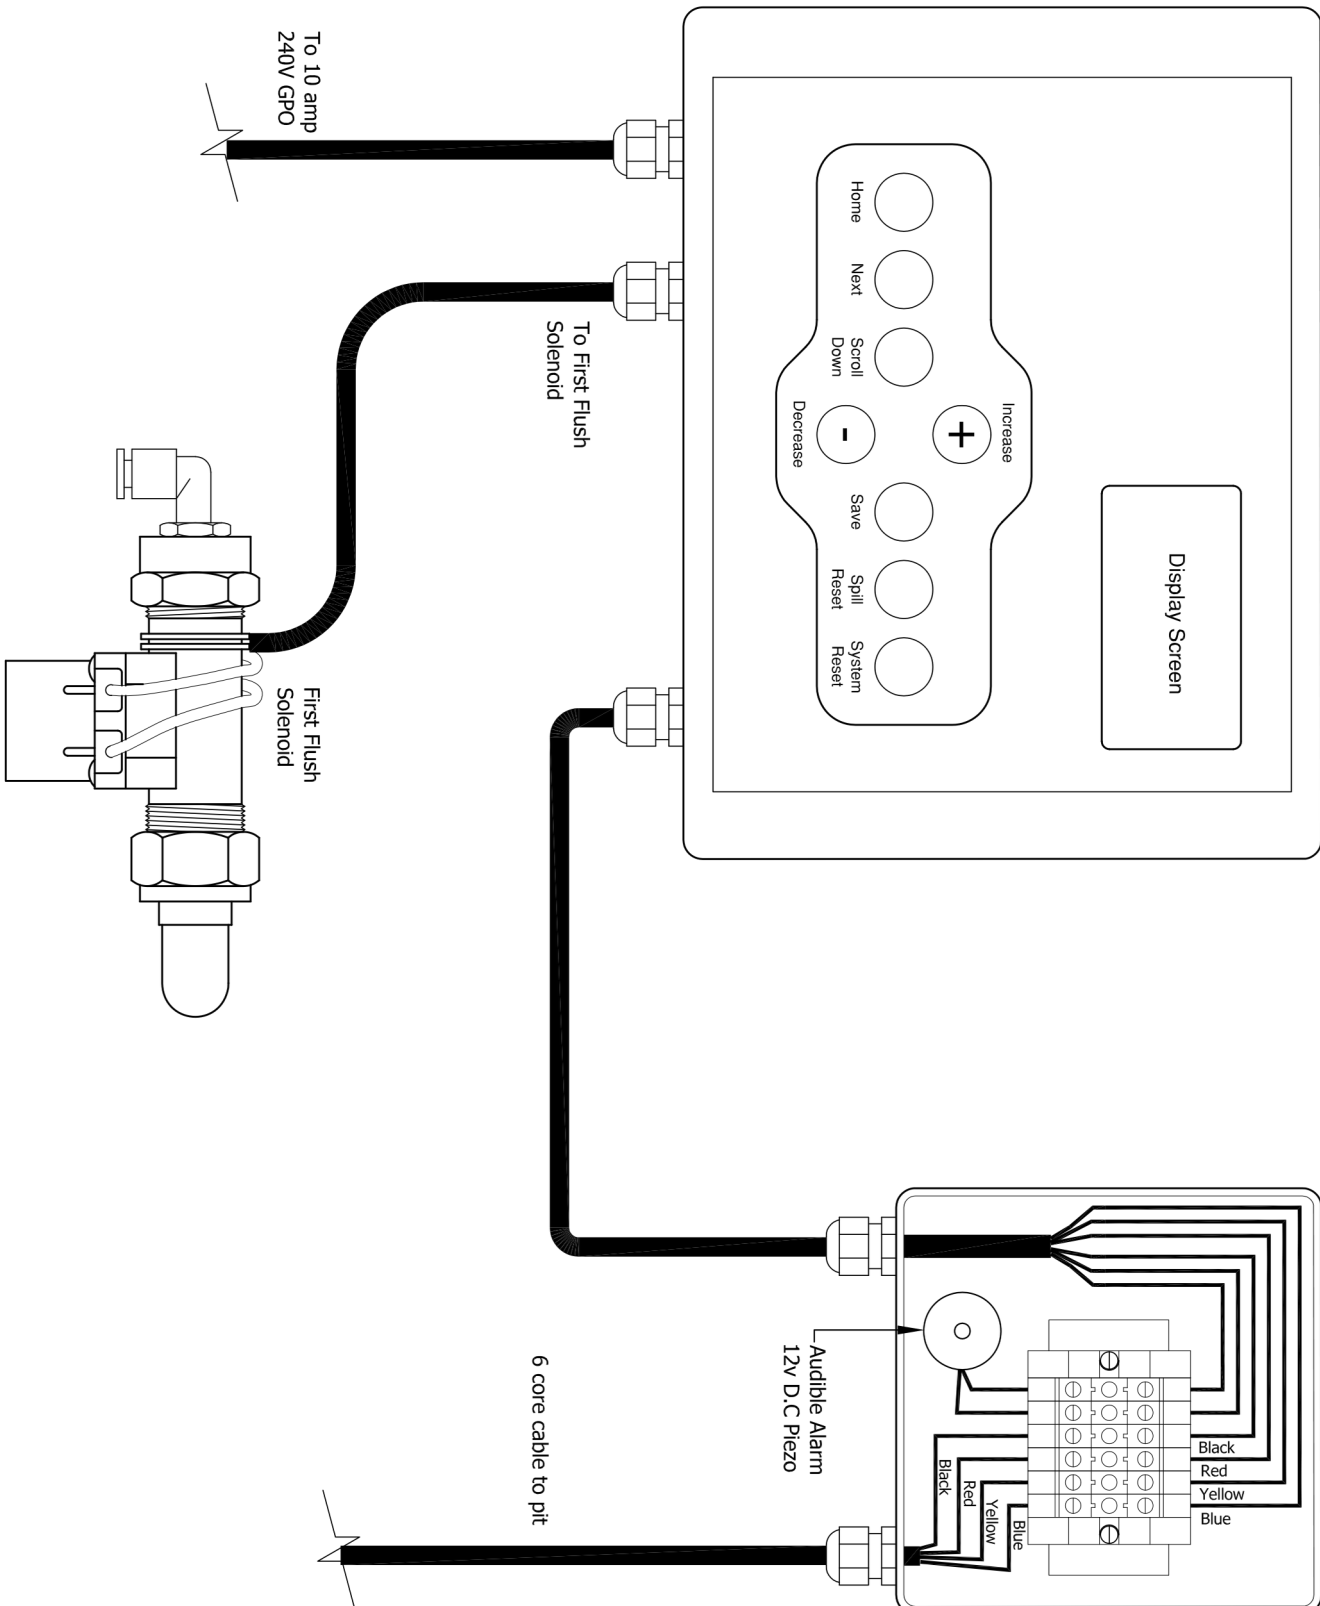 Display Screen
Increase
+
Home
Next
Scroll
Down
-
Decrease
Save
Spill
Reset
System
Reset
To 10 amp
240V GPO
To First Flush
Solenoid
First Flush
Solenoid
Black
Red
Yellow
Blue
Black
Red
Yellow
Blue
Audible Alarm
12v D.C Piezo
6 core cable to pit